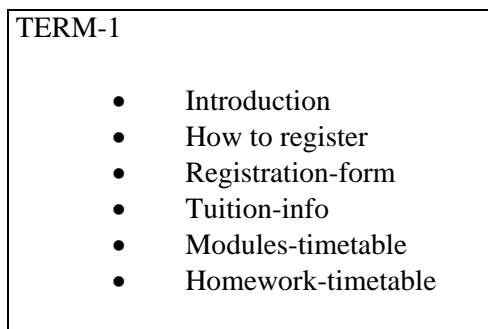 TERM-1
• Introduction
• How to register
• Registration-form
• Tuition-info
• Modules-timetable
• Homework-timetable